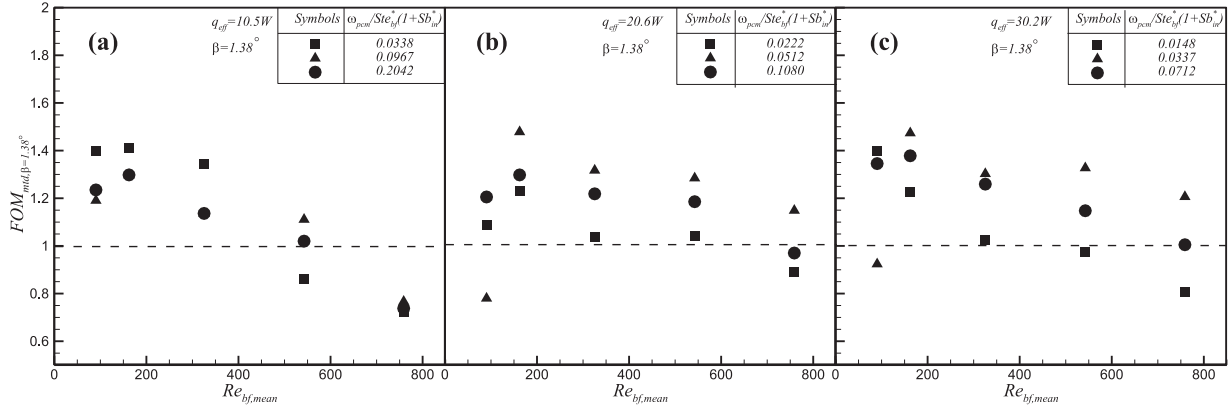 q_eff=10.5W
β=1.38°
(a)
Symbols ω_pcm/Ste*_bf(1+Sb*_in)
0.0338
0.0967
0.2042
q_eff=20.6W
β=1.38°
(b)
Symbols ω_pcm/Ste*_bf(1+Sb*_in)
0.0222
0.0512
0.1080
q_eff=30.2W
β=1.38°
(c)
Symbols ω_pcm/Ste*_bf(1+Sb*_in)
0.0148
0.0337
0.0712
FOM_mtd,β=1.38°
2
1.8
1.6
1.4
1.2
1
0.8
0.6
0 200 400 600 800
0 200 400 600 800
0 200 400 600 800
Re_bf,mean
Re_bf,mean
Re_bf,mean